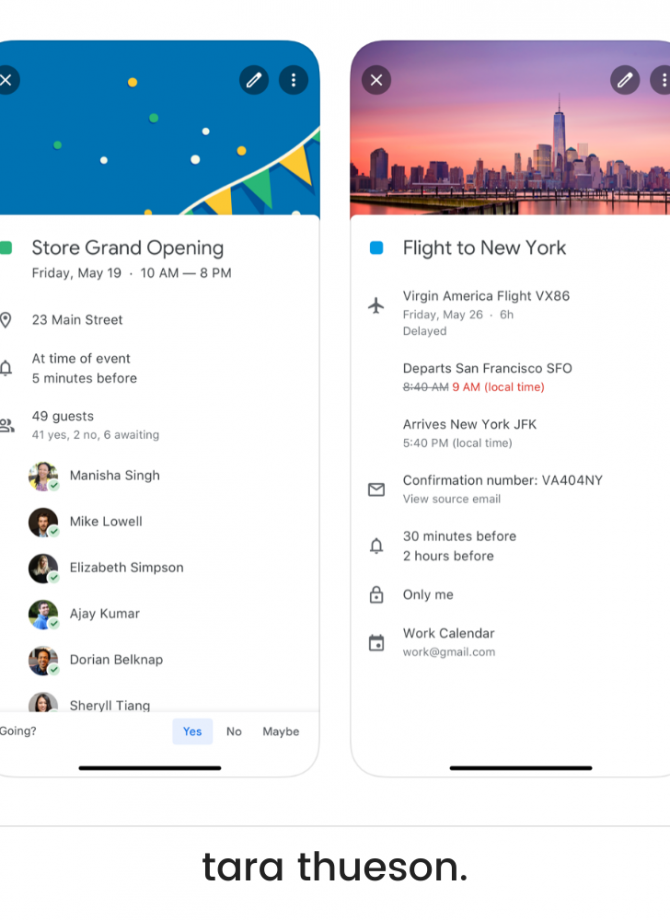 Store Grand Opening
Friday, May 19 · 10 AM — 8 PM
23 Main Street
At time of event
5 minutes before
49 guests
41 yes, 2 no, 6 awaiting
Manisha Singh
Mike Lowell
Elizabeth Simpson
Ajay Kumar
Dorian Belknap
Sheryll Tiang
Going?
Yes
No
Maybe
Flight to New York
Virgin America Flight VX86
Friday, May 26 · 6h
Delayed
Departs San Francisco SFO
8:40 AM 9 AM (local time)
Arrives New York JFK
5:40 PM (local time)
Confirmation number: VA404NY
View source email
30 minutes before
2 hours before
Only me
Work Calendar
work@gmail.com
tara thueson.